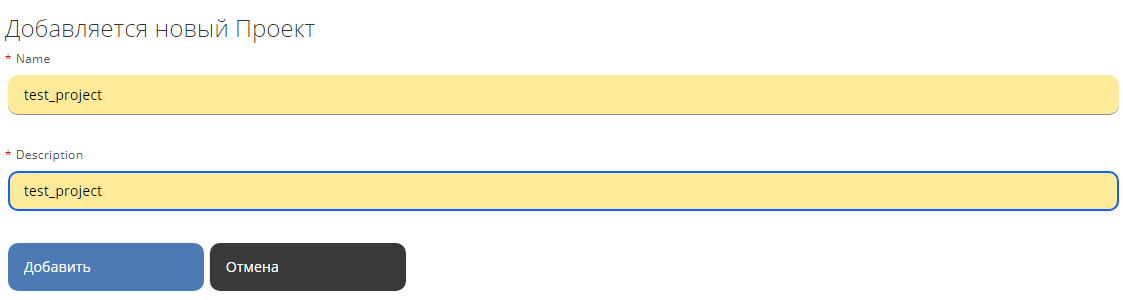 Добавляется новый Проект
* Name
test_project
* Description
test_project
Добавить Отмена